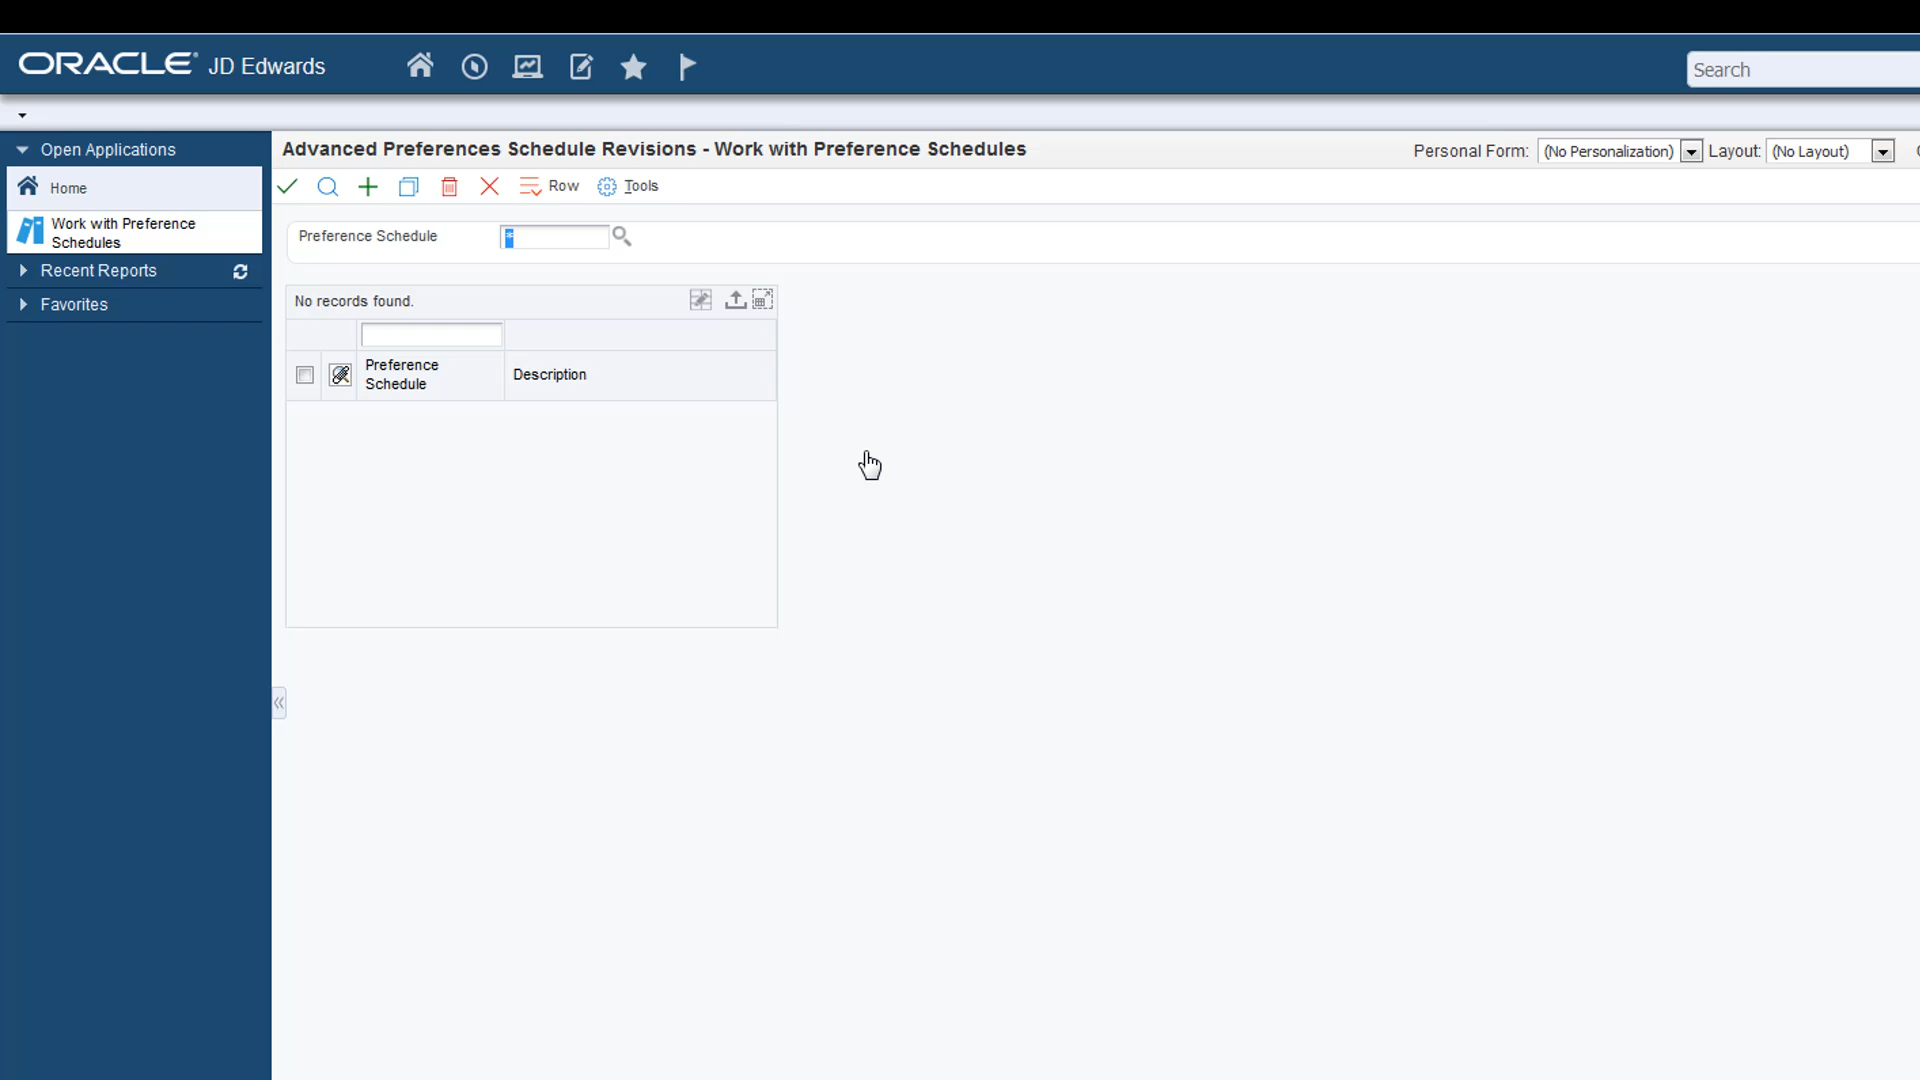 ORACLE JD Edwards
Search
Open Applications
Home
Work with Preference
Schedules
Recent Reports
Favorites
Advanced Preferences Schedule Revisions - Work with Preference Schedules
Personal Form: (No Personalization) Layout: (No Layout)
Row Tools
Preference Schedule *
No records found.
Preference
Schedule
Description